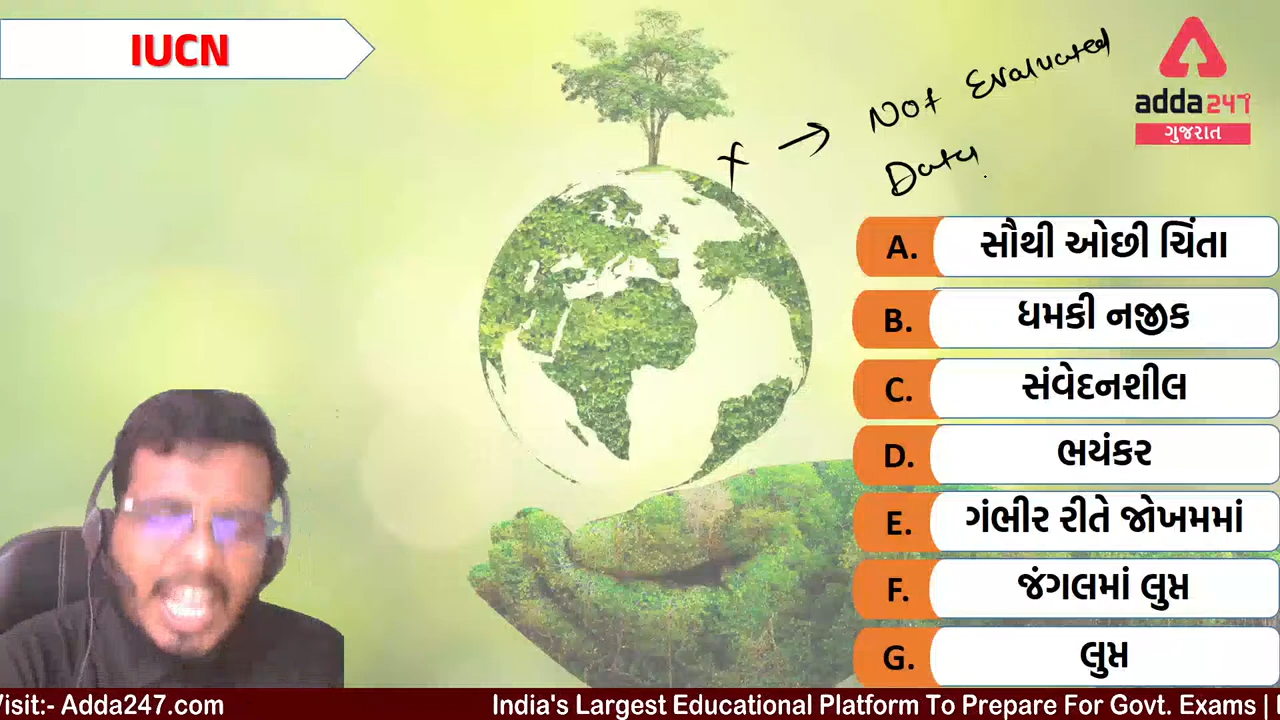 IUCN
Not Evaluated
Data
adda247
ગુજરાત
A. સૌથી ઓછી ચિંતા
B. ધમકી નજીક
C. સંવેદનશીલ
D. ભયંકર
E. ગંભીર રીતે જોખમમાં
F. જંગલમાં લુપ્ત
G. લુપ્ત
isit:- Adda247.com
India's Largest Educational Platform To Prepare For Govt. Exams |